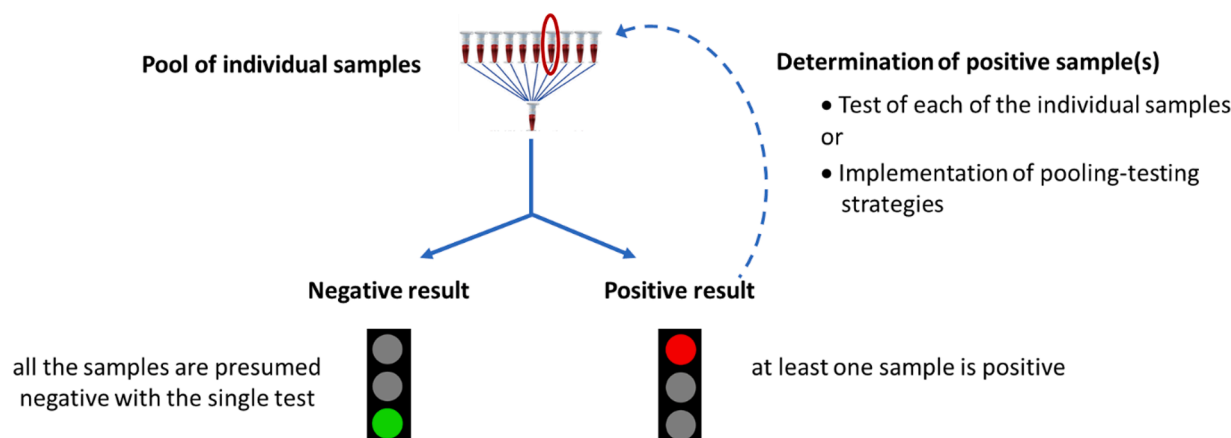 Pool of individual samples
Determination of positive sample(s)
• Test of each of the individual samples
or
• Implementation of pooling-testing
strategies
Negative result
Positive result
all the samples are presumed
negative with the single test
at least one sample is positive